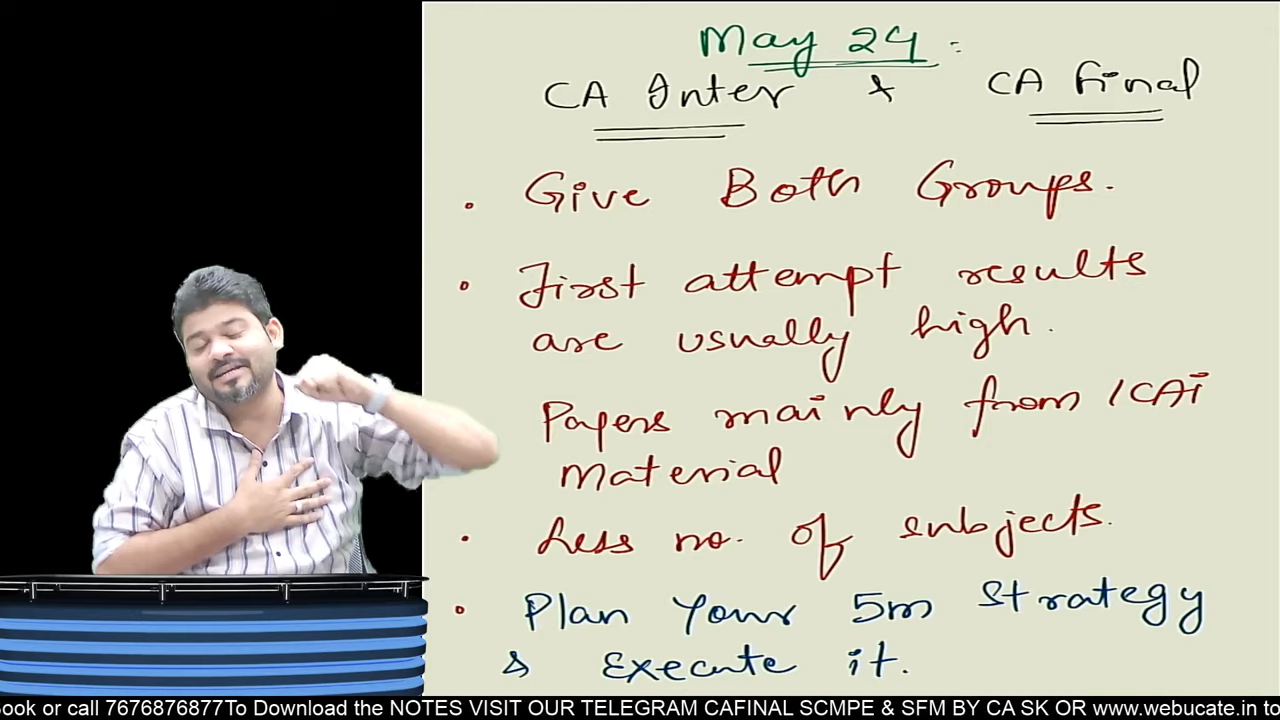 May 24:
CA Inter & CA Final
• Give Both Groups.
• First attempt results
are usually high.
Papers mainly from ICAi
Material
• Less no. of subjects.
• Plan Your 5m Strategy
& Execute it.
Book or call 7676876877To Download the NOTES VISIT OUR TELEGRAM CAFINAL SCMPE & SFM BY CA SK OR www.webucate.in to